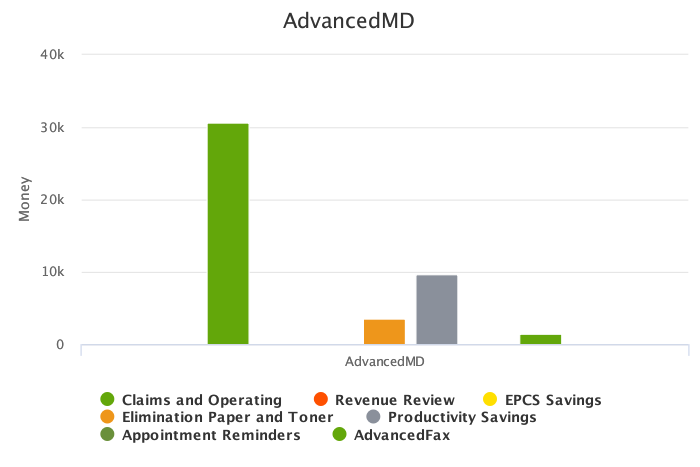 AdvancedMD
40k
30k
20k
10k
0
Money
AdvancedMD
Claims and Operating Revenue Review EPCS Savings
Elimination Paper and Toner Productivity Savings
Appointment Reminders AdvancedFax